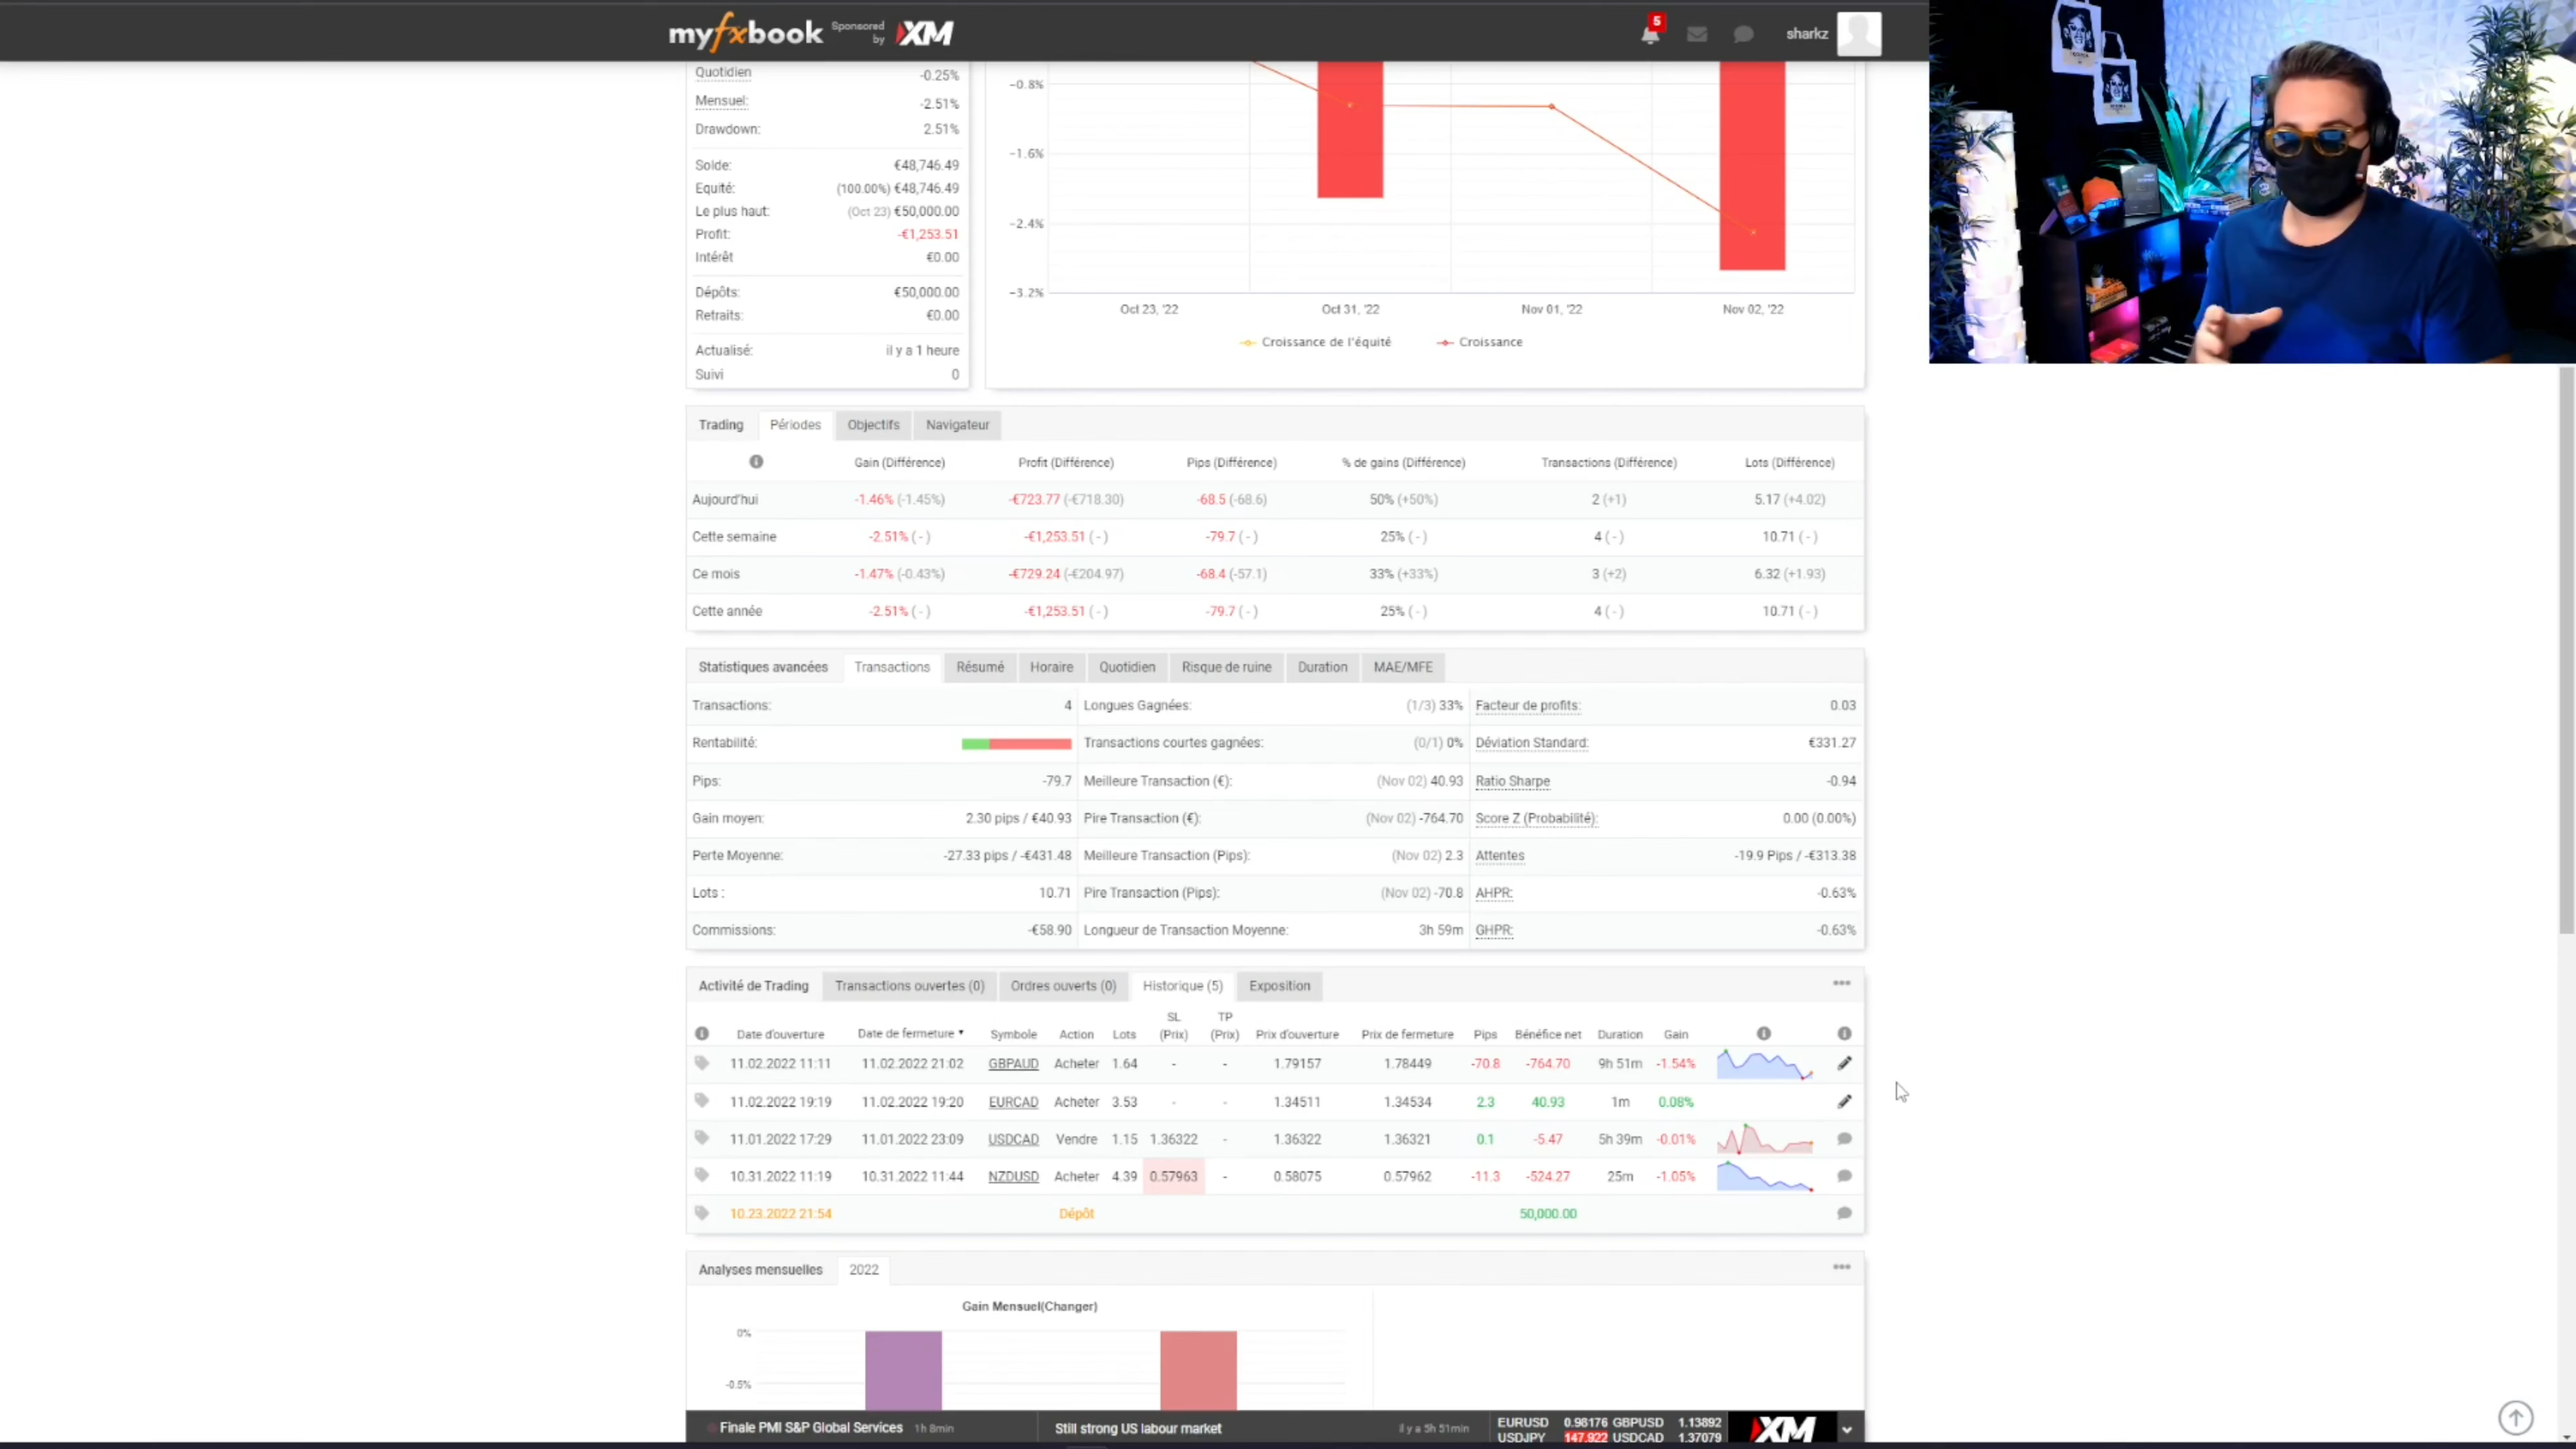 myfxbook Sponsored by XM 5 sharkz
Quotidien -0.25%
Mensuel: -2.51%
Drawdown: 2.51%
Solde: €48,746.49
Equité: (100.00%) €48,746.49
Le plus haut: (Oct 23) €50,000.00
Profit: -€1,253.51
Intérêt €0.00
Dépôts: €50,000.00
Retraits: €0.00
Actualisé: il y a 1 heure
Suivi 0
-0.8%
-1.6%
-2.4%
-3.2%
Oct 23, '22 Oct 31, '22 Nov 01, '22 Nov 02, '22
Croissance de l'équité Croissance
Trading Périodes Objectifs Navigateur
Gain (Différence) Profit (Différence) Pips (Différence) % de gains (Différence) Transactions (Différence) Lots (Différence)
Aujourd'hui -1.46% (-1.45%) -€723.77 (-€718.30) -68.5 (-68.6) 50% (+50%) 2 (+1) 5.17 (+4.02)
Cette semaine -2.51% (-) -€1,253.51 (-) -79.7 (-) 25% (-) 4 (-) 10.71 (-)
Ce mois -1.47% (-0.43%) -€729.24 (-€204.97) -68.4 (-57.1) 33% (+33%) 3 (+2) 6.32 (+1.93)
Cette année -2.51% (-) -€1,253.51 (-) -79.7 (-) 25% (-) 4 (-) 10.71 (-)
Statistiques avancées Transactions Résumé Horaire Quotidien Risque de ruine Duration MAE/MFE
Transactions: 4 Longues Gagnées: (1/3) 33% Facteur de profits: 0.03
Rentabilité: Transactions courtes gagnées: (0/1) 0% Déviation Standard: €331.27
Pips: -79.7 Meilleure Transaction (€): (Nov 02) 40.93 Ratio Sharpe -0.94
Gain moyen: 2.30 pips / €40.93 Pire Transaction (€): (Nov 02) -764.70 Score Z (Probabilité): 0.00 (0.00%)
Perte Moyenne: -27.33 pips / -€431.48 Meilleure Transaction (Pips): (Nov 02) 2.3 Attentes -19.9 Pips / -€313.38
Lots : 10.71 Pire Transaction (Pips): (Nov 02) -70.8 AHPR: -0.63%
Commissions: -€58.90 Longueur de Transaction Moyenne: 3h 59m GHPR: -0.63%
Activité de Trading Transactions ouvertes (0) Ordres ouverts (0) Historique (5) Exposition
Date d'ouverture Date de fermeture Symbole Action Lots SL (Prix) TP (Prix) Prix d'ouverture Prix de fermeture Pips Bénéfice net Duration Gain
11.02.2022 11:11 11.02.2022 21:02 GBPAUD Acheter 1.64 - - 1.79157 1.78449 -70.8 -764.70 9h 51m -1.54%
11.02.2022 19:19 11.02.2022 19:20 EURCAD Acheter 3.53 - - 1.34511 1.34534 2.3 40.93 1m 0.08%
11.01.2022 17:29 11.01.2022 23:09 USDCAD Vendre 1.15 1.36322 - 1.36322 1.36321 0.1 -5.47 5h 39m -0.01%
10.31.2022 11:19 10.31.2022 11:44 NZDUSD Acheter 4.39 0.57963 - 0.58075 0.57962 -11.3 -524.27 25m -1.05%
10.23.2022 21:54 Dépôt 50,000.00
Analyses mensuelles 2022
Gain Mensuel(Changer)
0%
-0.5%
Finale PMI S&P Global Services 1h 8min Still strong US labour market il y a 5h 51min EURUSD 0.98176 GBPUSD 1.13892 XM
USDJPY 147.922 USDCAD 1.37079